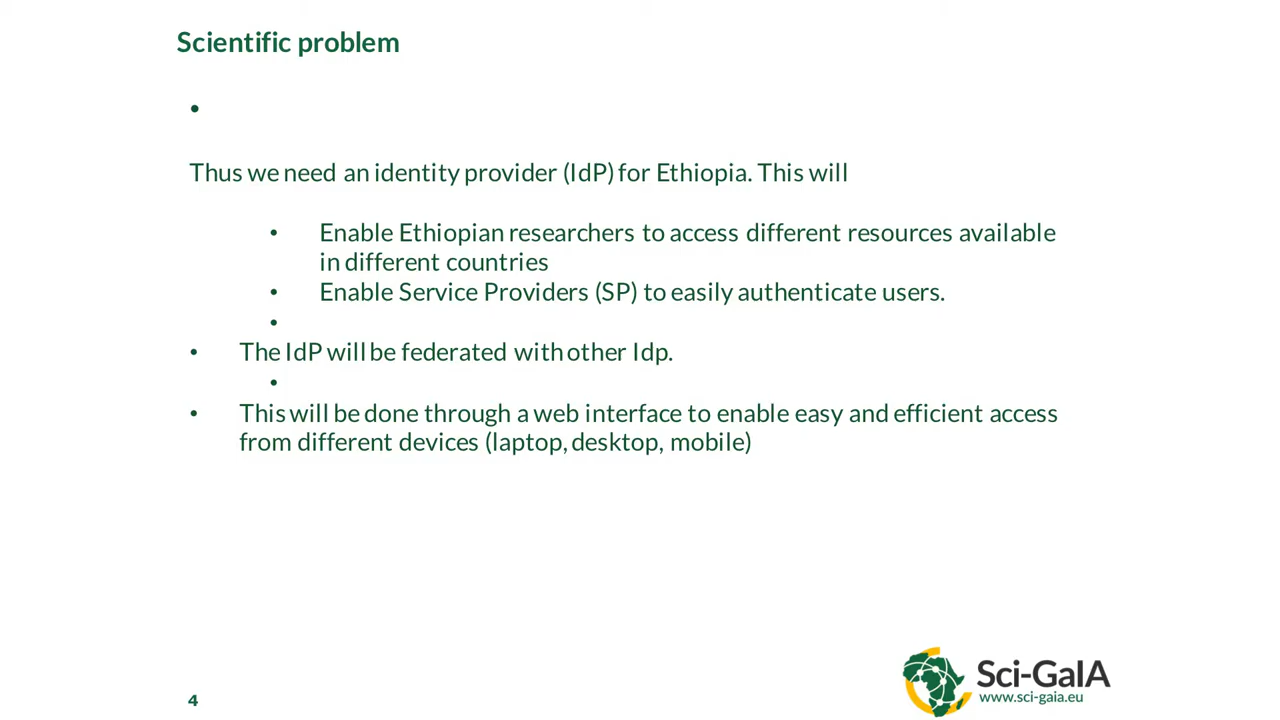 Scientific problem
•
Thus we need an identity provider (IdP) for Ethiopia. This will
• Enable Ethiopian researchers to access different resources available
in different countries
• Enable Service Providers (SP) to easily authenticate users.
•
• The IdP will be federated with other Idp.
•
• This will be done through a web interface to enable easy and efficient access
from different devices (laptop, desktop, mobile)
Sci-GaIA
www.sci-gaia.eu
4